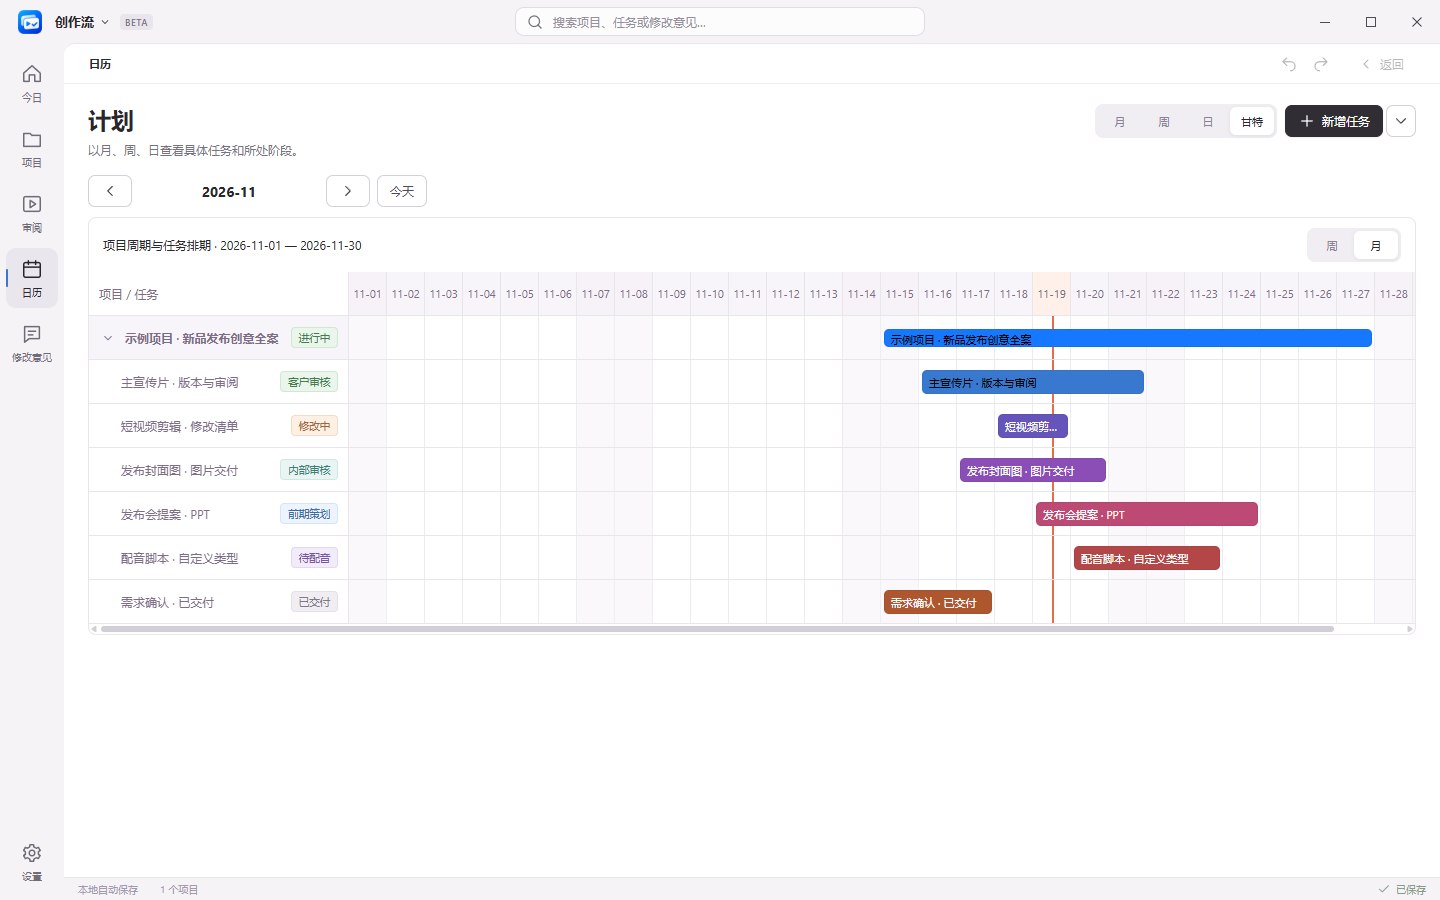 创作流 BETA
搜索项目、任务或修改意见...
今日
项目
审阅
日历
修改意见
设置
日历
返回
计划
月 周 日 甘特 新增任务
以月、周、日查看具体任务和所处阶段。
2026-11 今天
项目周期与任务排期 · 2026-11-01 — 2026-11-30
周 月
项目 / 任务 11-01 11-02 11-03 11-04 11-05 11-06 11-07 11-08 11-09 11-10 11-11 11-12 11-13 11-14 11-15 11-16 11-17 11-18 11-19 11-20 11-21 11-22 11-23 11-24 11-25 11-26 11-27 11-28
示例项目 · 新品发布创意全案 进行中 示例项目 · 新品发布创意全案
主宣传片 · 版本与审阅 客户审核 主宣传片 · 版本与审阅
短视频剪辑 · 修改清单 修改中 短视频剪...
发布封面图 · 图片交付 内部审核 发布封面图 · 图片交付
发布会提案 · PPT 前期策划 发布会提案 · PPT
配音脚本 · 自定义类型 待配音 配音脚本 · 自定义类型
需求确认 · 已交付 已交付 需求确认 · 已交付
本地自动保存 1 个项目 已保存